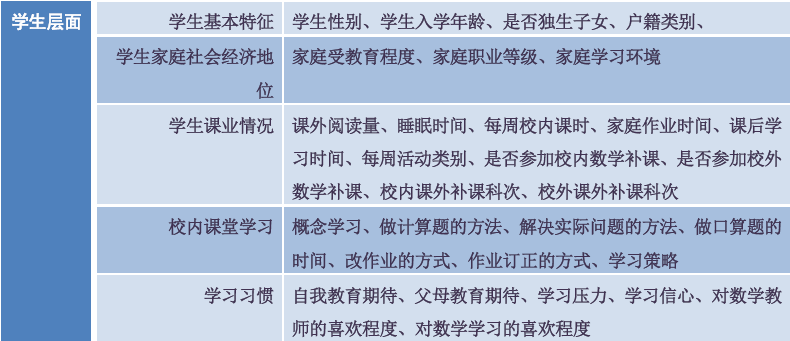 学生层面
学生基本特征
学生性别、学生入学年龄、是否独生子女、户籍类别、
学生家庭社会经济地
位
家庭受教育程度、家庭职业等级、家庭学习环境
学生课业情况
课外阅读量、睡眠时间、每周校内课时、家庭作业时间、课后学
习时间、每周活动类别、是否参加校内数学补课、是否参加校外
数学补课、校内课外补课科次、校外课外补课科次
校内课堂学习
概念学习、做计算题的方法、解决实际问题的方法、做口算题的
时间、改作业的方式、作业订正的方式、学习策略
学习习惯
自我教育期待、父母教育期待、学习压力、学习信心、对数学教
师的喜欢程度、对数学学习的喜欢程度